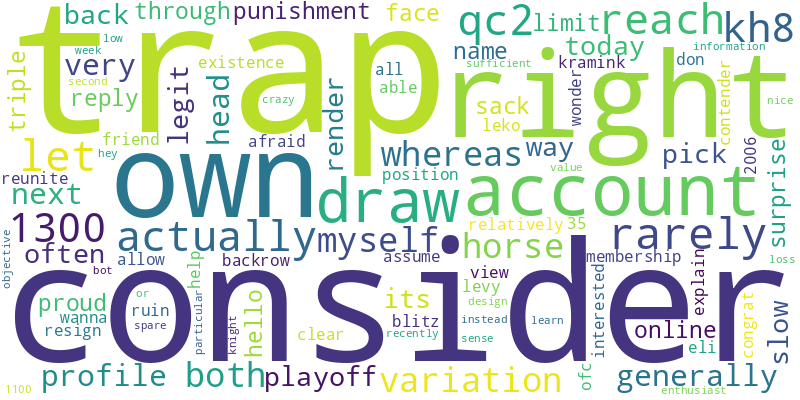 back through punishment face qc2 limit reach kh8
trap right
low week very legit head existence all able name today kramink don information
triple reply crazy render sack leko wonder contender sufficient
second friend afraid nice
hey let own whereas way pick 2006
reunite next position draw account value surprise
1300 actually myself horse relatively 35 rarely
often allow backrow assume view membership explain loss
objective bot help
consider
proud or particular hello its levy design interested
wanna ruin clear blitz instead online congrat slow
resign spare knight recently sense learn eli
profile both playoff variation ofc generally
1100 enthusiast